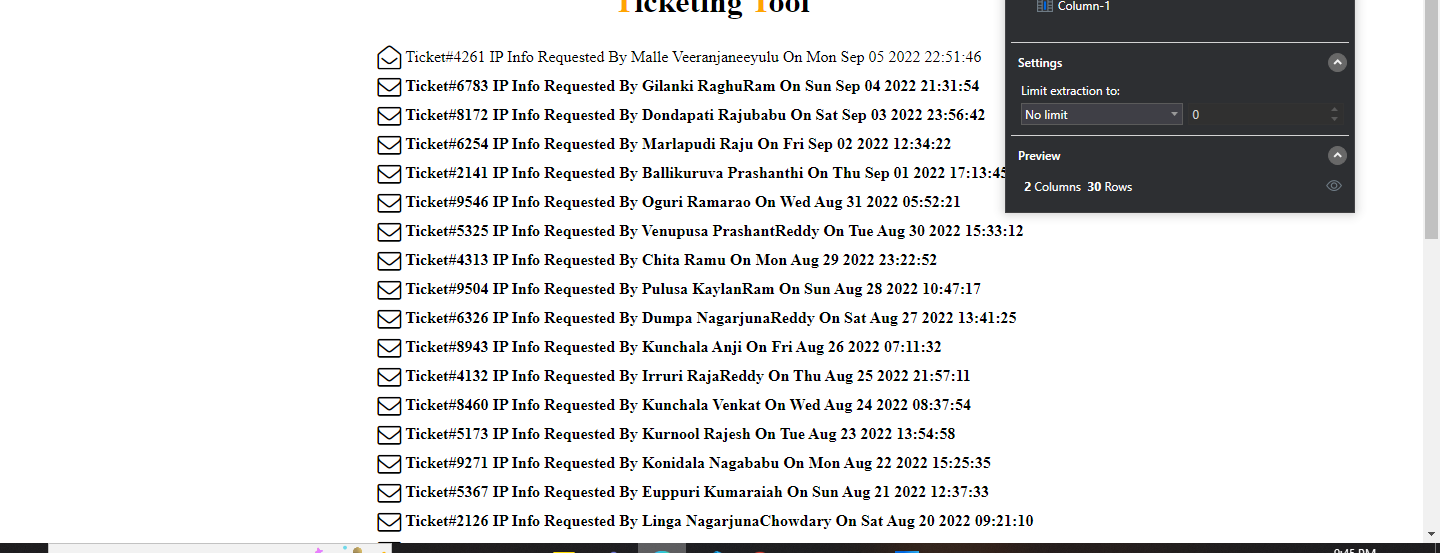 Ticketing Tool
Ticket#4261 IP Info Requested By Malle Veeranjaneeyulu On Mon Sep 05 2022 22:51:46
Ticket#6783 IP Info Requested By Gilanki RaghuRam On Sun Sep 04 2022 21:31:54
Ticket#8172 IP Info Requested By Dondapati Rajubabu On Sat Sep 03 2022 23:56:42
Ticket#6254 IP Info Requested By Marlapudi Raju On Fri Sep 02 2022 12:34:22
Ticket#2141 IP Info Requested By Ballikuruva Prashanthi On Thu Sep 01 2022 17:13:45
Ticket#9546 IP Info Requested By Oguri Ramarao On Wed Aug 31 2022 05:52:21
Ticket#5325 IP Info Requested By Venupusa PrashantReddy On Tue Aug 30 2022 15:33:12
Ticket#4313 IP Info Requested By Chita Ramu On Mon Aug 29 2022 23:22:52
Ticket#9504 IP Info Requested By Pulusa KaylanRam On Sun Aug 28 2022 10:47:17
Ticket#6326 IP Info Requested By Dumpa NagarjunaReddy On Sat Aug 27 2022 13:41:25
Ticket#8943 IP Info Requested By Kunchala Anji On Fri Aug 26 2022 07:11:32
Ticket#4132 IP Info Requested By Irruri RajaReddy On Thu Aug 25 2022 21:57:11
Ticket#8460 IP Info Requested By Kunchala Venkat On Wed Aug 24 2022 08:37:54
Ticket#5173 IP Info Requested By Kurnool Rajesh On Tue Aug 23 2022 13:54:58
Ticket#9271 IP Info Requested By Konidala Nagababu On Mon Aug 22 2022 15:25:35
Ticket#5367 IP Info Requested By Euppuri Kumaraiah On Sun Aug 21 2022 12:37:33
Ticket#2126 IP Info Requested By Linga NagarjunaChowdary On Sat Aug 20 2022 09:21:10
Column-1
Settings
Limit extraction to:
No limit 0
Preview
2 Columns 30 Rows
9:45 PM